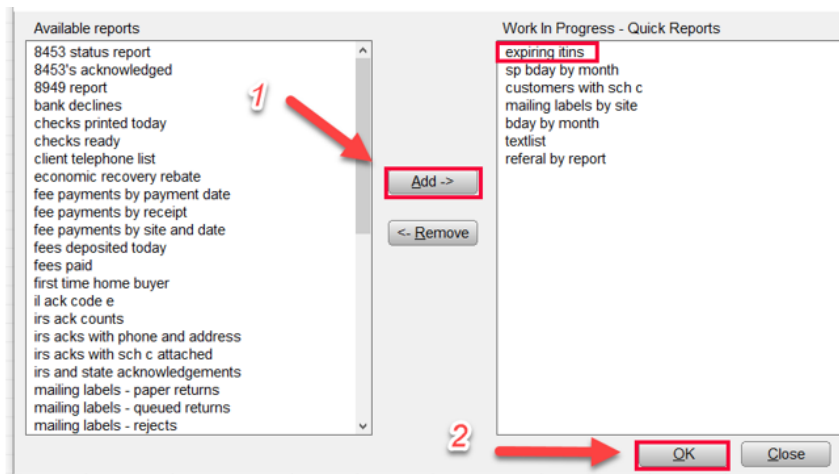 Available reports
8453 status report
8453's acknowledged
8949 report
bank declines
checks printed today
checks ready
client telephone list
economic recovery rebate
fee payments by payment date
fee payments by receipt
fee payments by site and date
fees deposited today
fees paid
first time home buyer
il ack code e
irs ack counts
irs acks with phone and address
irs acks with sch c attached
irs and state acknowledgements
mailing labels - paper returns
mailing labels - queued returns
mailing labels - rejects
1
Add ->
<- Remove
Work In Progress - Quick Reports
expiring itins
sp bday by month
customers with sch c
mailing labels by site
bday by month
textlist
referal by report
2
OK
Close